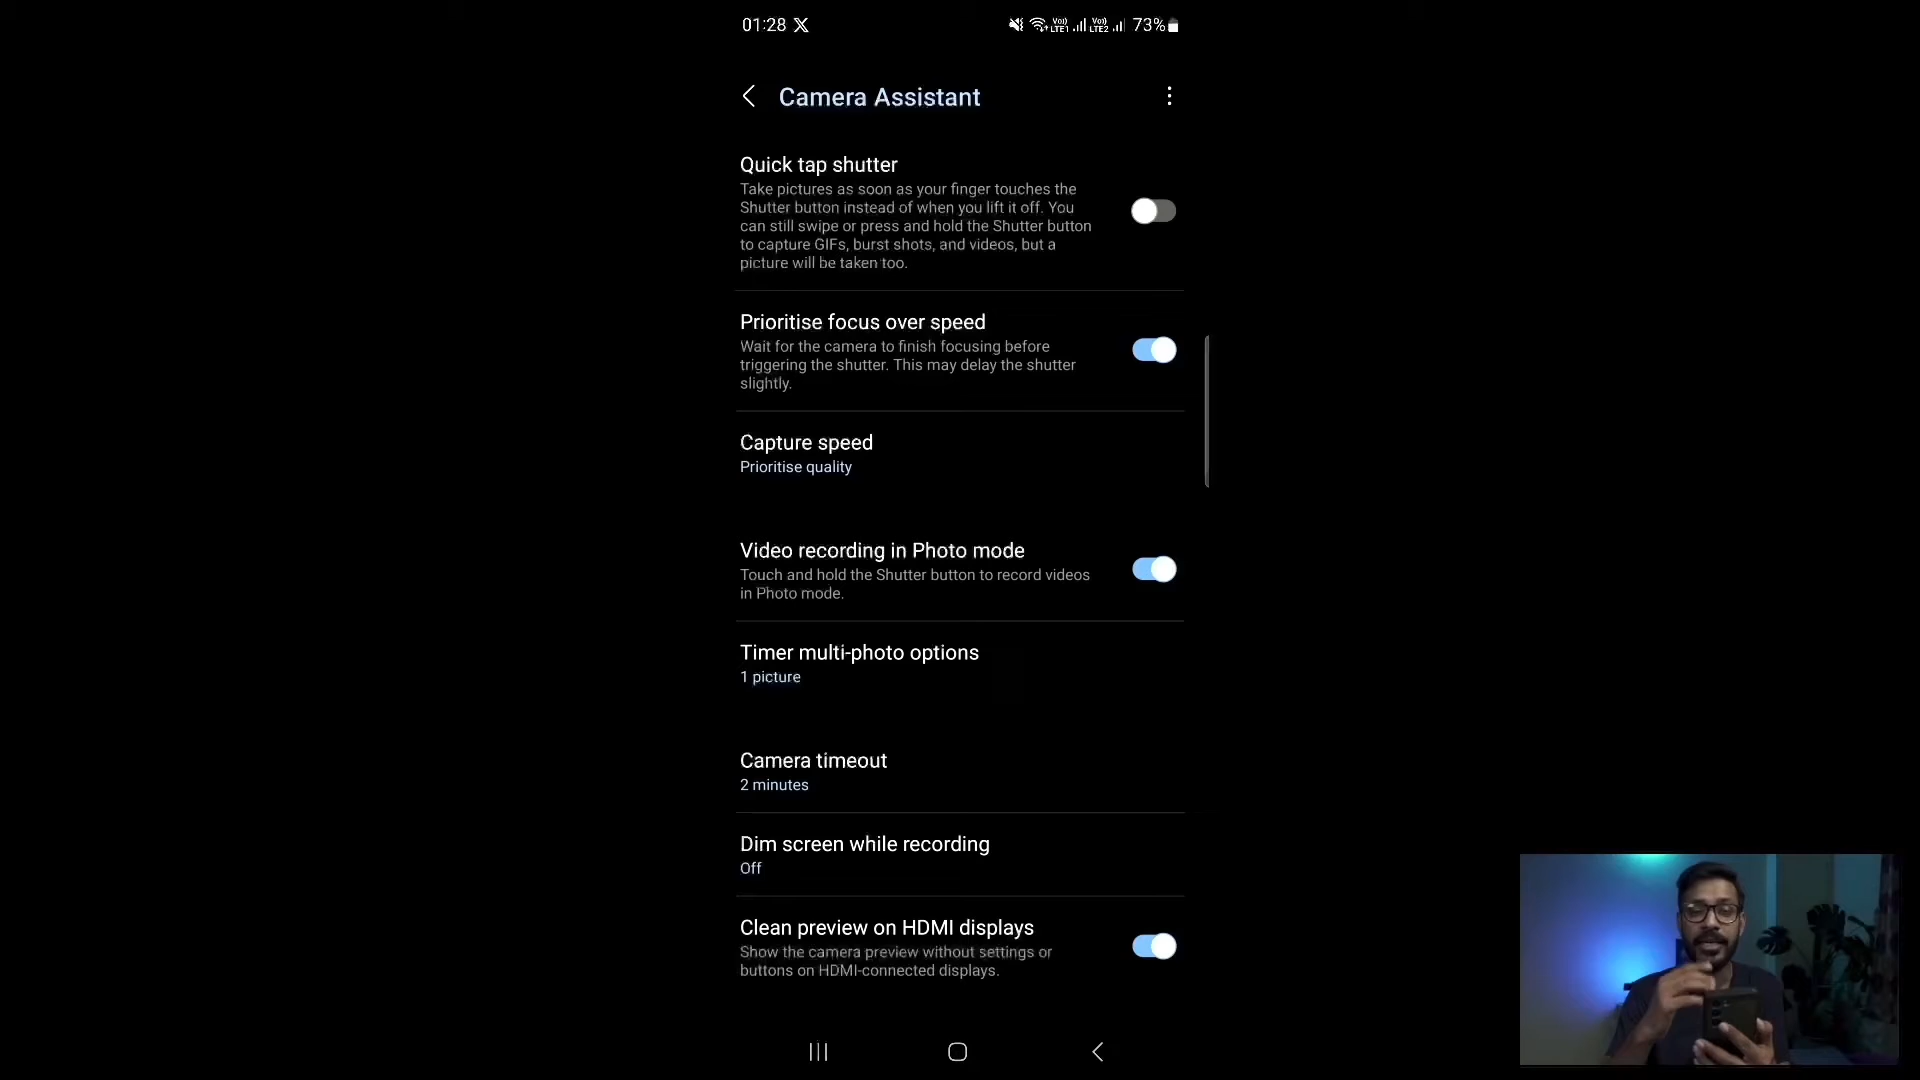 01:28 X Vo) LTE1 Vo) LTE2 73%
Camera Assistant
Quick tap shutter
Take pictures as soon as your finger touches the
Shutter button instead of when you lift it off. You
can still swipe or press and hold the Shutter button
to capture GIFs, burst shots, and videos, but a
picture will be taken too.
Prioritise focus over speed
Wait for the camera to finish focusing before
triggering the shutter. This may delay the shutter
slightly.
Capture speed
Prioritise quality
Video recording in Photo mode
Touch and hold the Shutter button to record videos
in Photo mode.
Timer multi-photo options
1 picture
Camera timeout
2 minutes
Dim screen while recording
Off
Clean preview on HDMI displays
Show the camera preview without settings or
buttons on HDMI-connected displays.